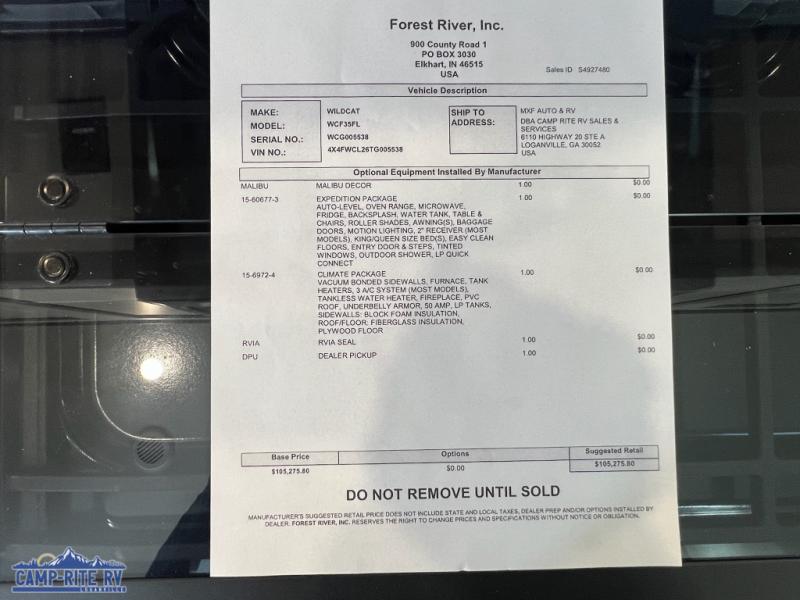 Forest River, Inc.
900 County Road 1
PO BOX 3030
Elkhart, IN 46515
USA
Sales ID S4927480
Vehicle Description
MAKE: WILDCAT
MODEL: WCF35FL
SERIAL NO.: WCG005538
VIN NO.: 4X4FWCL26TG005538
SHIP TO
ADDRESS:
MXF AUTO & RV
DBA CAMP RITE RV SALES &
SERVICES
6110 HIGHWAY 20 STE A
LOGANVILLE, GA 30052
USA
Optional Equipment Installed By Manufacturer
MALIBU MALIBU DECOR 1.00 $0.00
15-60677-3 EXPEDITION PACKAGE 1.00 $0.00
AUTO-LEVEL, OVEN RANGE, MICROWAVE,
FRIDGE, BACKSPLASH, WATER TANK, TABLE &
CHAIRS, ROLLER SHADES, AWNING(S), BAGGAGE
DOORS, MOTION LIGHTING, 2" RECEIVER (MOST
MODELS), KING/QUEEN SIZE BED(S), EASY CLEAN
FLOORS, ENTRY DOOR & STEPS, TINTED
WINDOWS, OUTDOOR SHOWER, LP QUICK
CONNECT
15-6972-4 CLIMATE PACKAGE 1.00 $0.00
VACUUM BONDED SIDEWALLS, FURNACE, TANK
HEATERS, 3 A/C SYSTEM (MOST MODELS),
TANKLESS WATER HEATER, FIREPLACE, PVC
ROOF, UNDERBELLY ARMOR, 50 AMP, LP TANKS,
SIDEWALLS: BLOCK FOAM INSULATION,
ROOF/FLOOR: FIBERGLASS INSULATION,
PLYWOOD FLOOR
RVIA RVIA SEAL 1.00 $0.00
DPU DEALER PICKUP 1.00 $0.00
Base Price Options Suggested Retail
$105,275.80 $0.00 $105,275.80
DO NOT REMOVE UNTIL SOLD
MANUFACTURER'S SUGGESTED RETAIL PRICE DOES NOT INCLUDE STATE AND LOCAL TAXES, DEALER PREP AND/OR OPTIONS INSTALLED BY
DEALER. FOREST RIVER, INC. RESERVES THE RIGHT TO CHANGE PRICES AND SPECIFICATIONS WITHOUT NOTICE OR OBLIGATION.
CAMP-RITE RV
LOGANVILLE